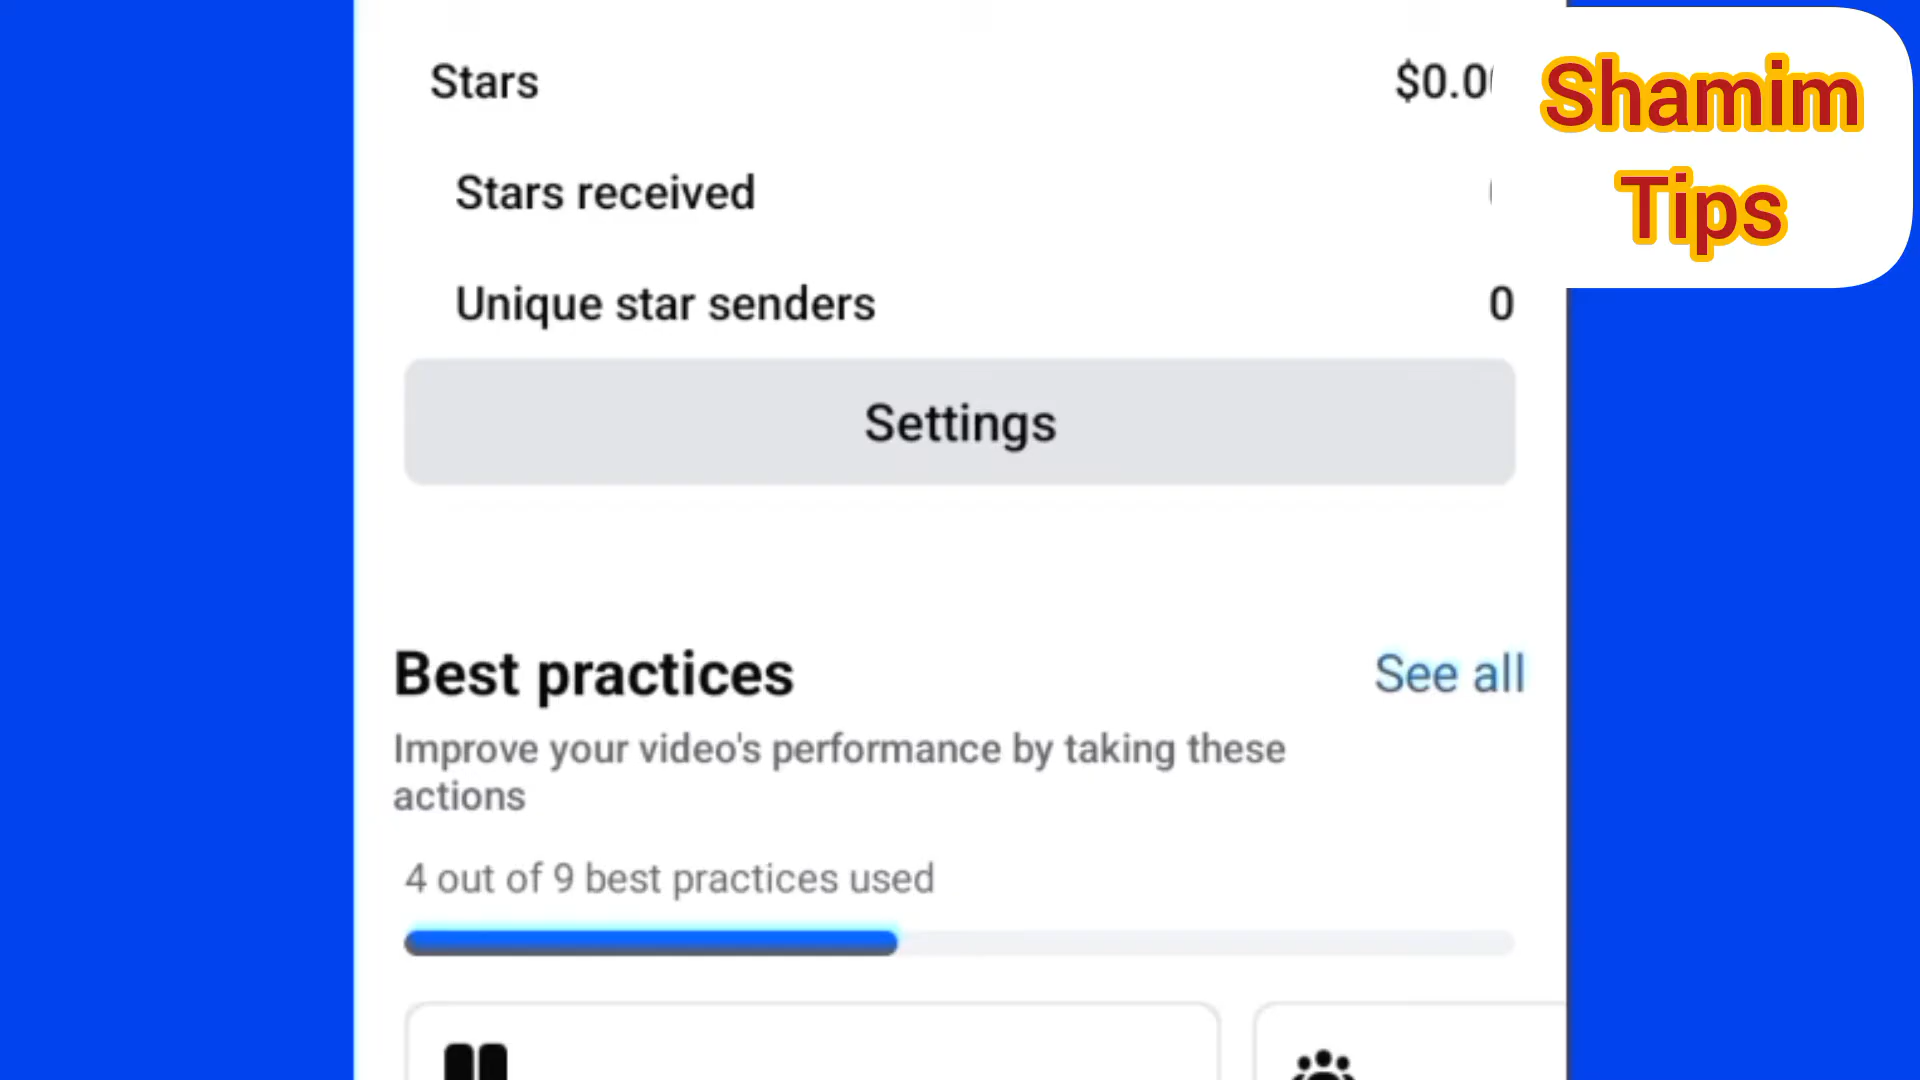 Stars
Shamim
Tips
Stars received
Unique star senders 0
Settings
Best practices See all
Improve your video's performance by taking these
actions
4 out of 9 best practices used